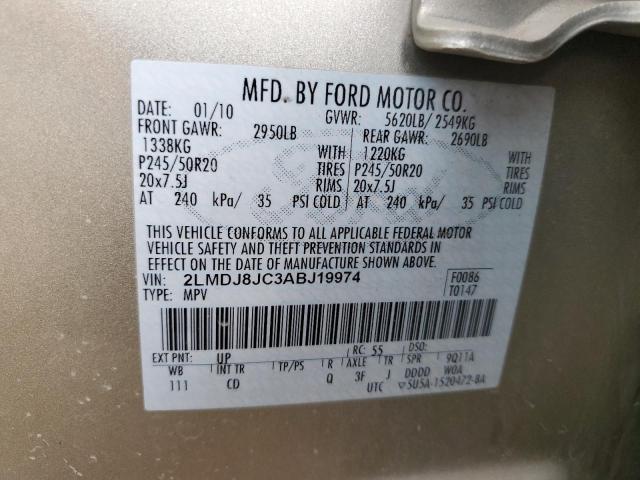 MFD. BY FORD MOTOR CO.
DATE: 01/10 GVWR: 5620LB/ 2549KG
FRONT GAWR: 2950LB REAR GAWR: 2690LB
1338KG WITH 1220KG WITH
P245/50R20 TIRES P245/50R20 TIRES
20x7.5J RIMS 20x7.5J RIMS
AT 240 kPa/ 35 PSI COLD AT 240 kPa/ 35 PSI COLD
THIS VEHICLE CONFORMS TO ALL APPLICABLE FEDERAL MOTOR
VEHICLE SAFETY AND THEFT PREVENTION STANDARDS IN
EFFECT ON THE DATE OF MANUFACTURE SHOWN ABOVE.
VIN: 2LMDJ8JC3ABJ19974 F0086
TYPE: MPV T0147
EXT PNT: UP RC: 55 DSO:
WB INT TR TP/PS R AXLE TR SPR 9Q11A
111 CD Q 3F J DDDD WOA
UTC ▽5U5A-1520472-BA